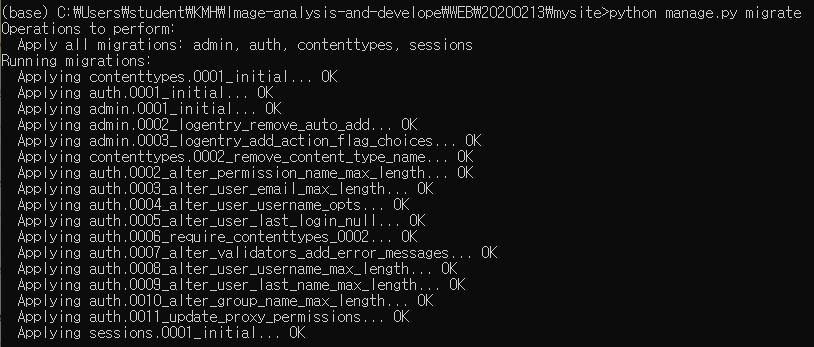 (base) C:₩Users₩student₩KMH₩Image-analysis-and-develope₩WEB₩20200213₩mysite>python manage.py migrate
Operations to perform:
  Apply all migrations: admin, auth, contenttypes, sessions
Running migrations:
  Applying contenttypes.0001_initial... OK
  Applying auth.0001_initial... OK
  Applying admin.0001_initial... OK
  Applying admin.0002_logentry_remove_auto_add... OK
  Applying admin.0003_logentry_add_action_flag_choices... OK
  Applying contenttypes.0002_remove_content_type_name... OK
  Applying auth.0002_alter_permission_name_max_length... OK
  Applying auth.0003_alter_user_email_max_length... OK
  Applying auth.0004_alter_user_username_opts... OK
  Applying auth.0005_alter_user_last_login_null... OK
  Applying auth.0006_require_contenttypes_0002... OK
  Applying auth.0007_alter_validators_add_error_messages... OK
  Applying auth.0008_alter_user_username_max_length... OK
  Applying auth.0009_alter_user_last_name_max_length... OK
  Applying auth.0010_alter_group_name_max_length... OK
  Applying auth.0011_update_proxy_permissions... OK
  Applying sessions.0001_initial... OK